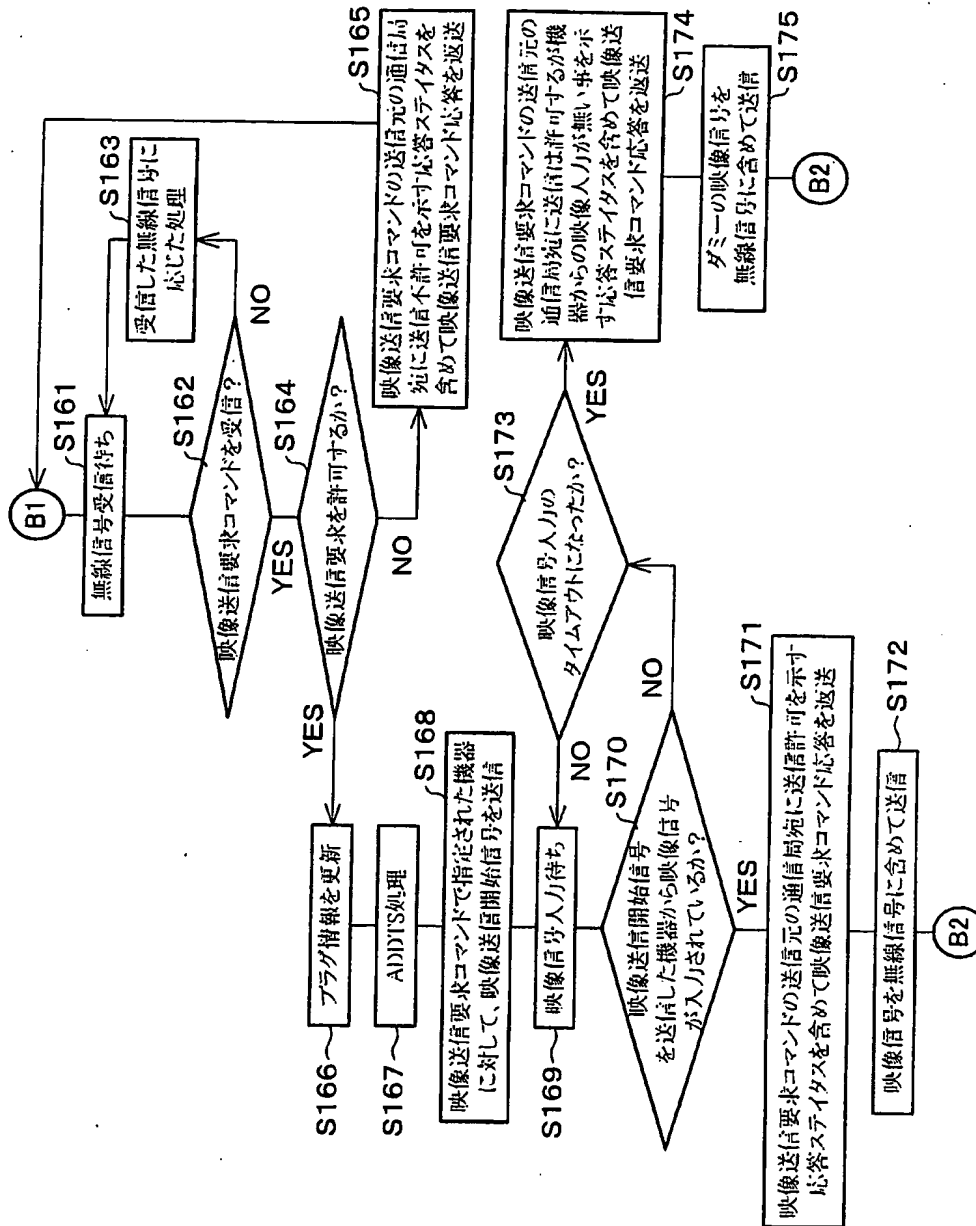 B1
S161
無線信号受信待ち
S163
受信した無線信号に
応じた処理
S162
映像送信要求コマンドを受信?
NO
YES
S164
映像送信要求を許可するか?
YES
NO
S165
映像送信要求コマンドの送信元の通信局
宛に送信不許可を示す応答ステイタスを
含めて映像送信要求コマンド応答を返送
S166
プラグ情報を更新
S167
ADDTS処理
S168
映像送信要求コマンドで指定された機器
に対して、映像送信開始信号を送信
S169
映像信号入力待ち
S170
映像送信開始信号
を送信した機器から映像信号
が入力されているか?
NO
YES
S173
映像信号入力の
タイムアウトになったか?
NO
YES
S174
映像送信要求コマンドの送信元の
通信局宛に送信は許可するが機
器からの映像入力が無い事を示
す応答ステイタスを含めて映像送
信要求コマンド応答を返送
S175
ダミーの映像信号を
無線信号に含めて送信
B2
S171
映像送信要求コマンドの送信元の通信局宛に送信許可を示す
応答ステイタスを含めて映像送信要求コマンド応答を返送
S172
映像信号を無線信号に含めて送信
B2